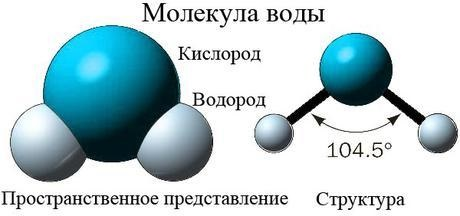 Молекула воды
Кислород
Водород
104.5°
Пространственное представление
Структура